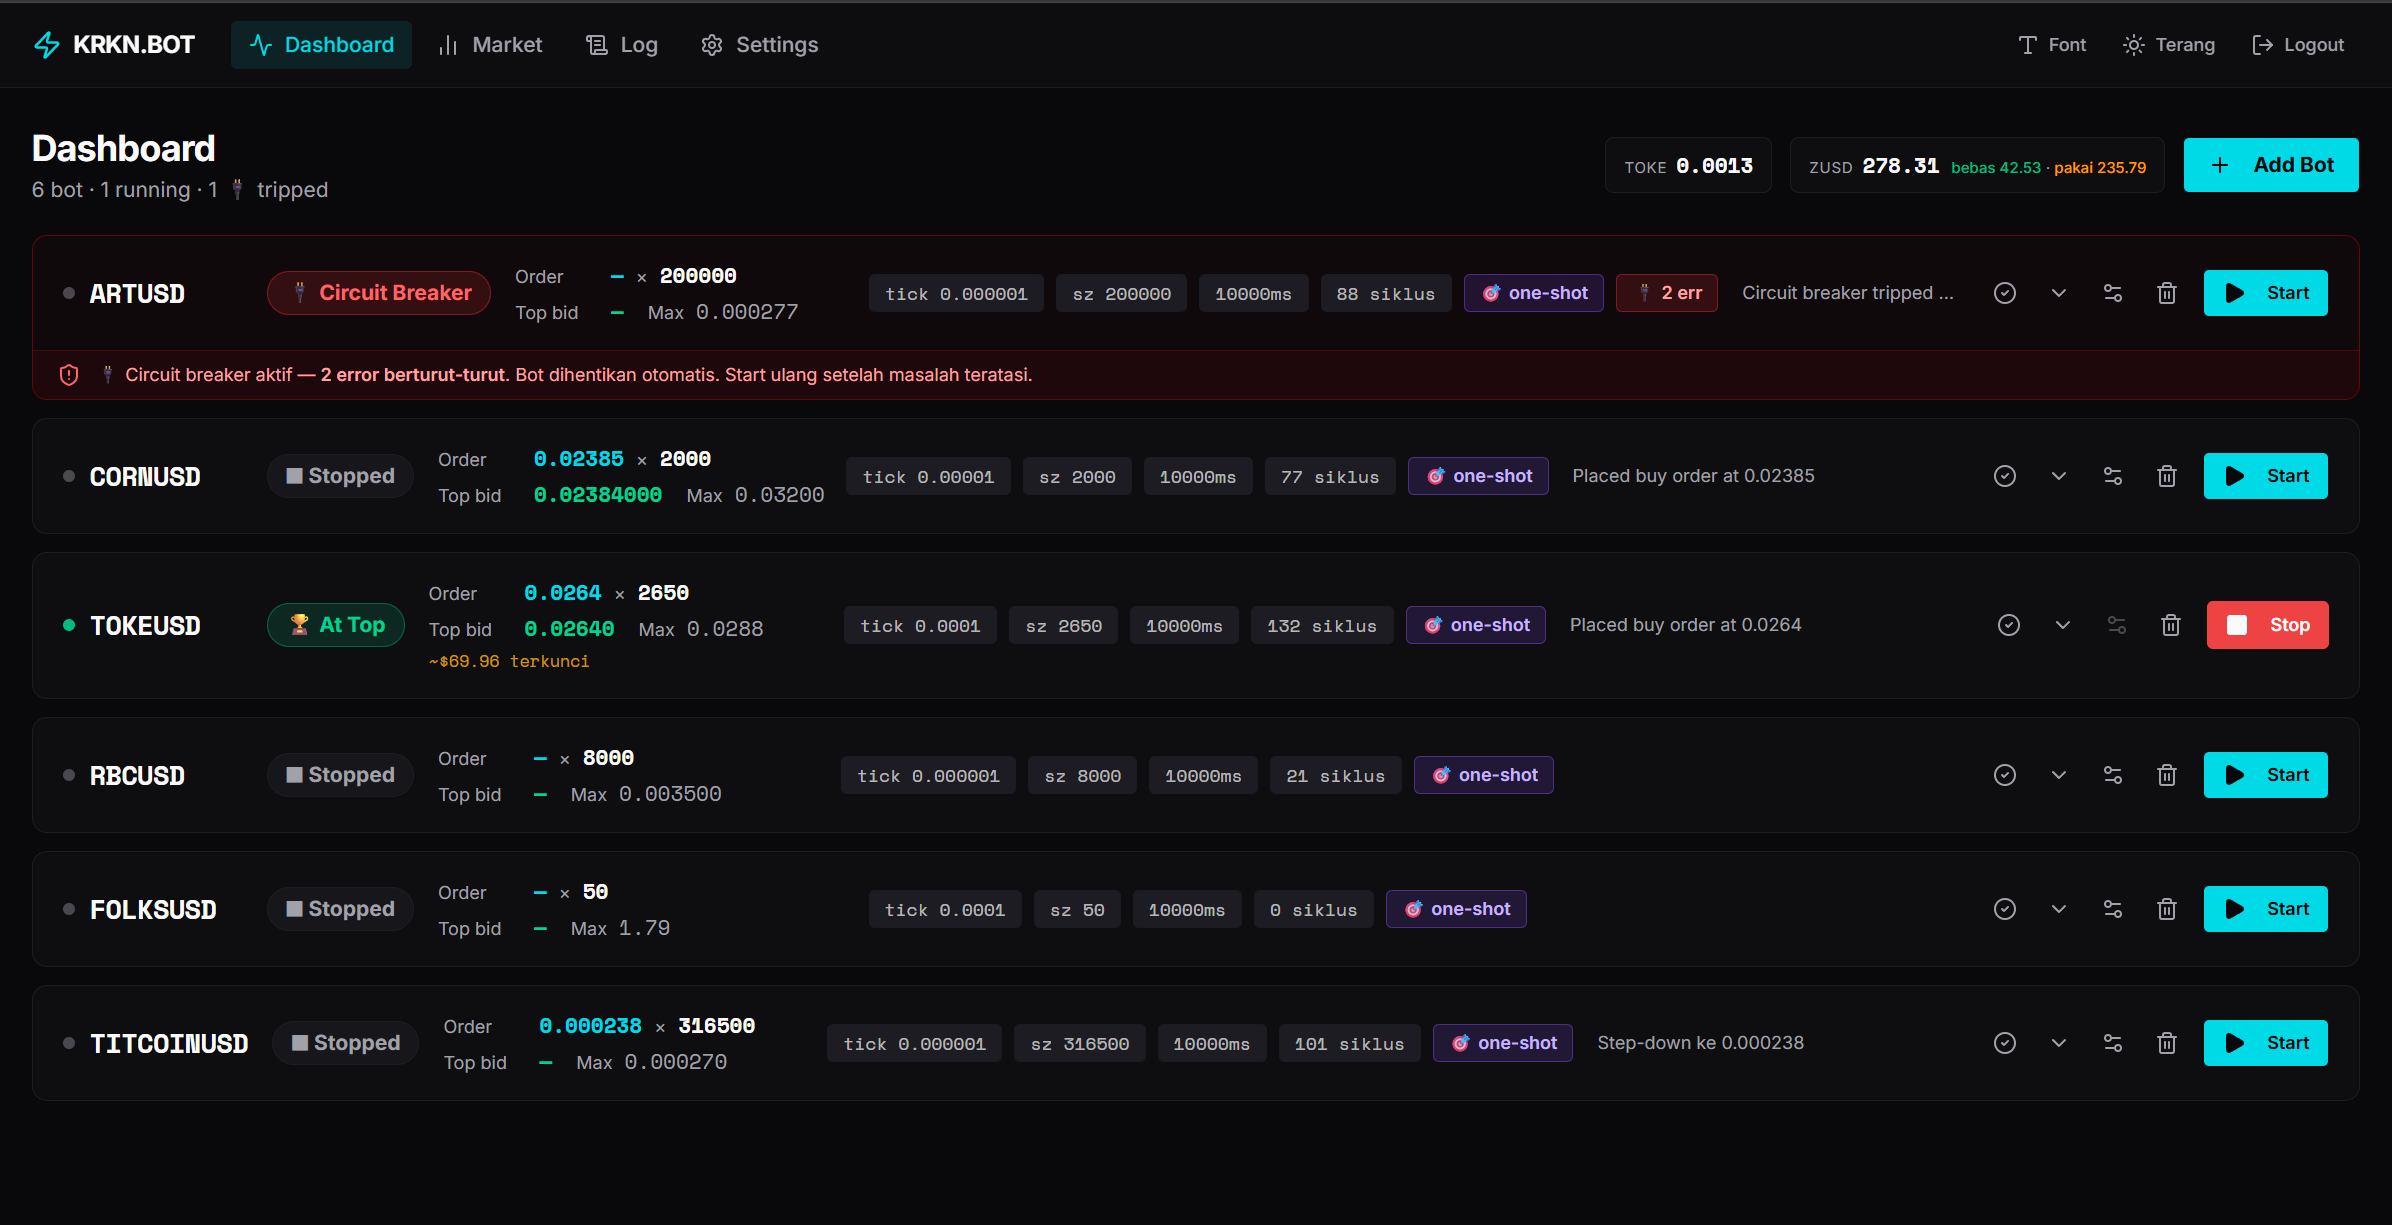 KRKN.BOT Dashboard Market Log Settings Font Terang Logout
Dashboard
6 bot · 1 running · 1 tripped
TOKE 0.0013 ZUSD 278.31 bebas 42.53 · pakai 235.79 Add Bot
ARTUSD Circuit Breaker
Order — × 200000
Top bid — Max 0.000277
tick 0.000001 sz 200000 10000ms 88 siklus one-shot 2 err Circuit breaker tripped ... Start
Circuit breaker aktif — 2 error berturut-turut. Bot dihentikan otomatis. Start ulang setelah masalah teratasi.
CORNUSD Stopped
Order 0.02385 × 2000
Top bid 0.02384000 Max 0.03200
tick 0.00001 sz 2000 10000ms 77 siklus one-shot Placed buy order at 0.02385 Start
TOKEUSD At Top
Order 0.0264 × 2650
Top bid 0.02640 Max 0.0288
~$69.96 terkunci
tick 0.0001 sz 2650 10000ms 132 siklus one-shot Placed buy order at 0.0264 Stop
RBCUSD Stopped
Order — × 8000
Top bid — Max 0.003500
tick 0.000001 sz 8000 10000ms 21 siklus one-shot Start
FOLKSUSD Stopped
Order — × 50
Top bid — Max 1.79
tick 0.0001 sz 50 10000ms 0 siklus one-shot Start
TITCOINUSD Stopped
Order 0.000238 × 316500
Top bid — Max 0.000270
tick 0.000001 sz 316500 10000ms 101 siklus one-shot Step-down ke 0.000238 Start